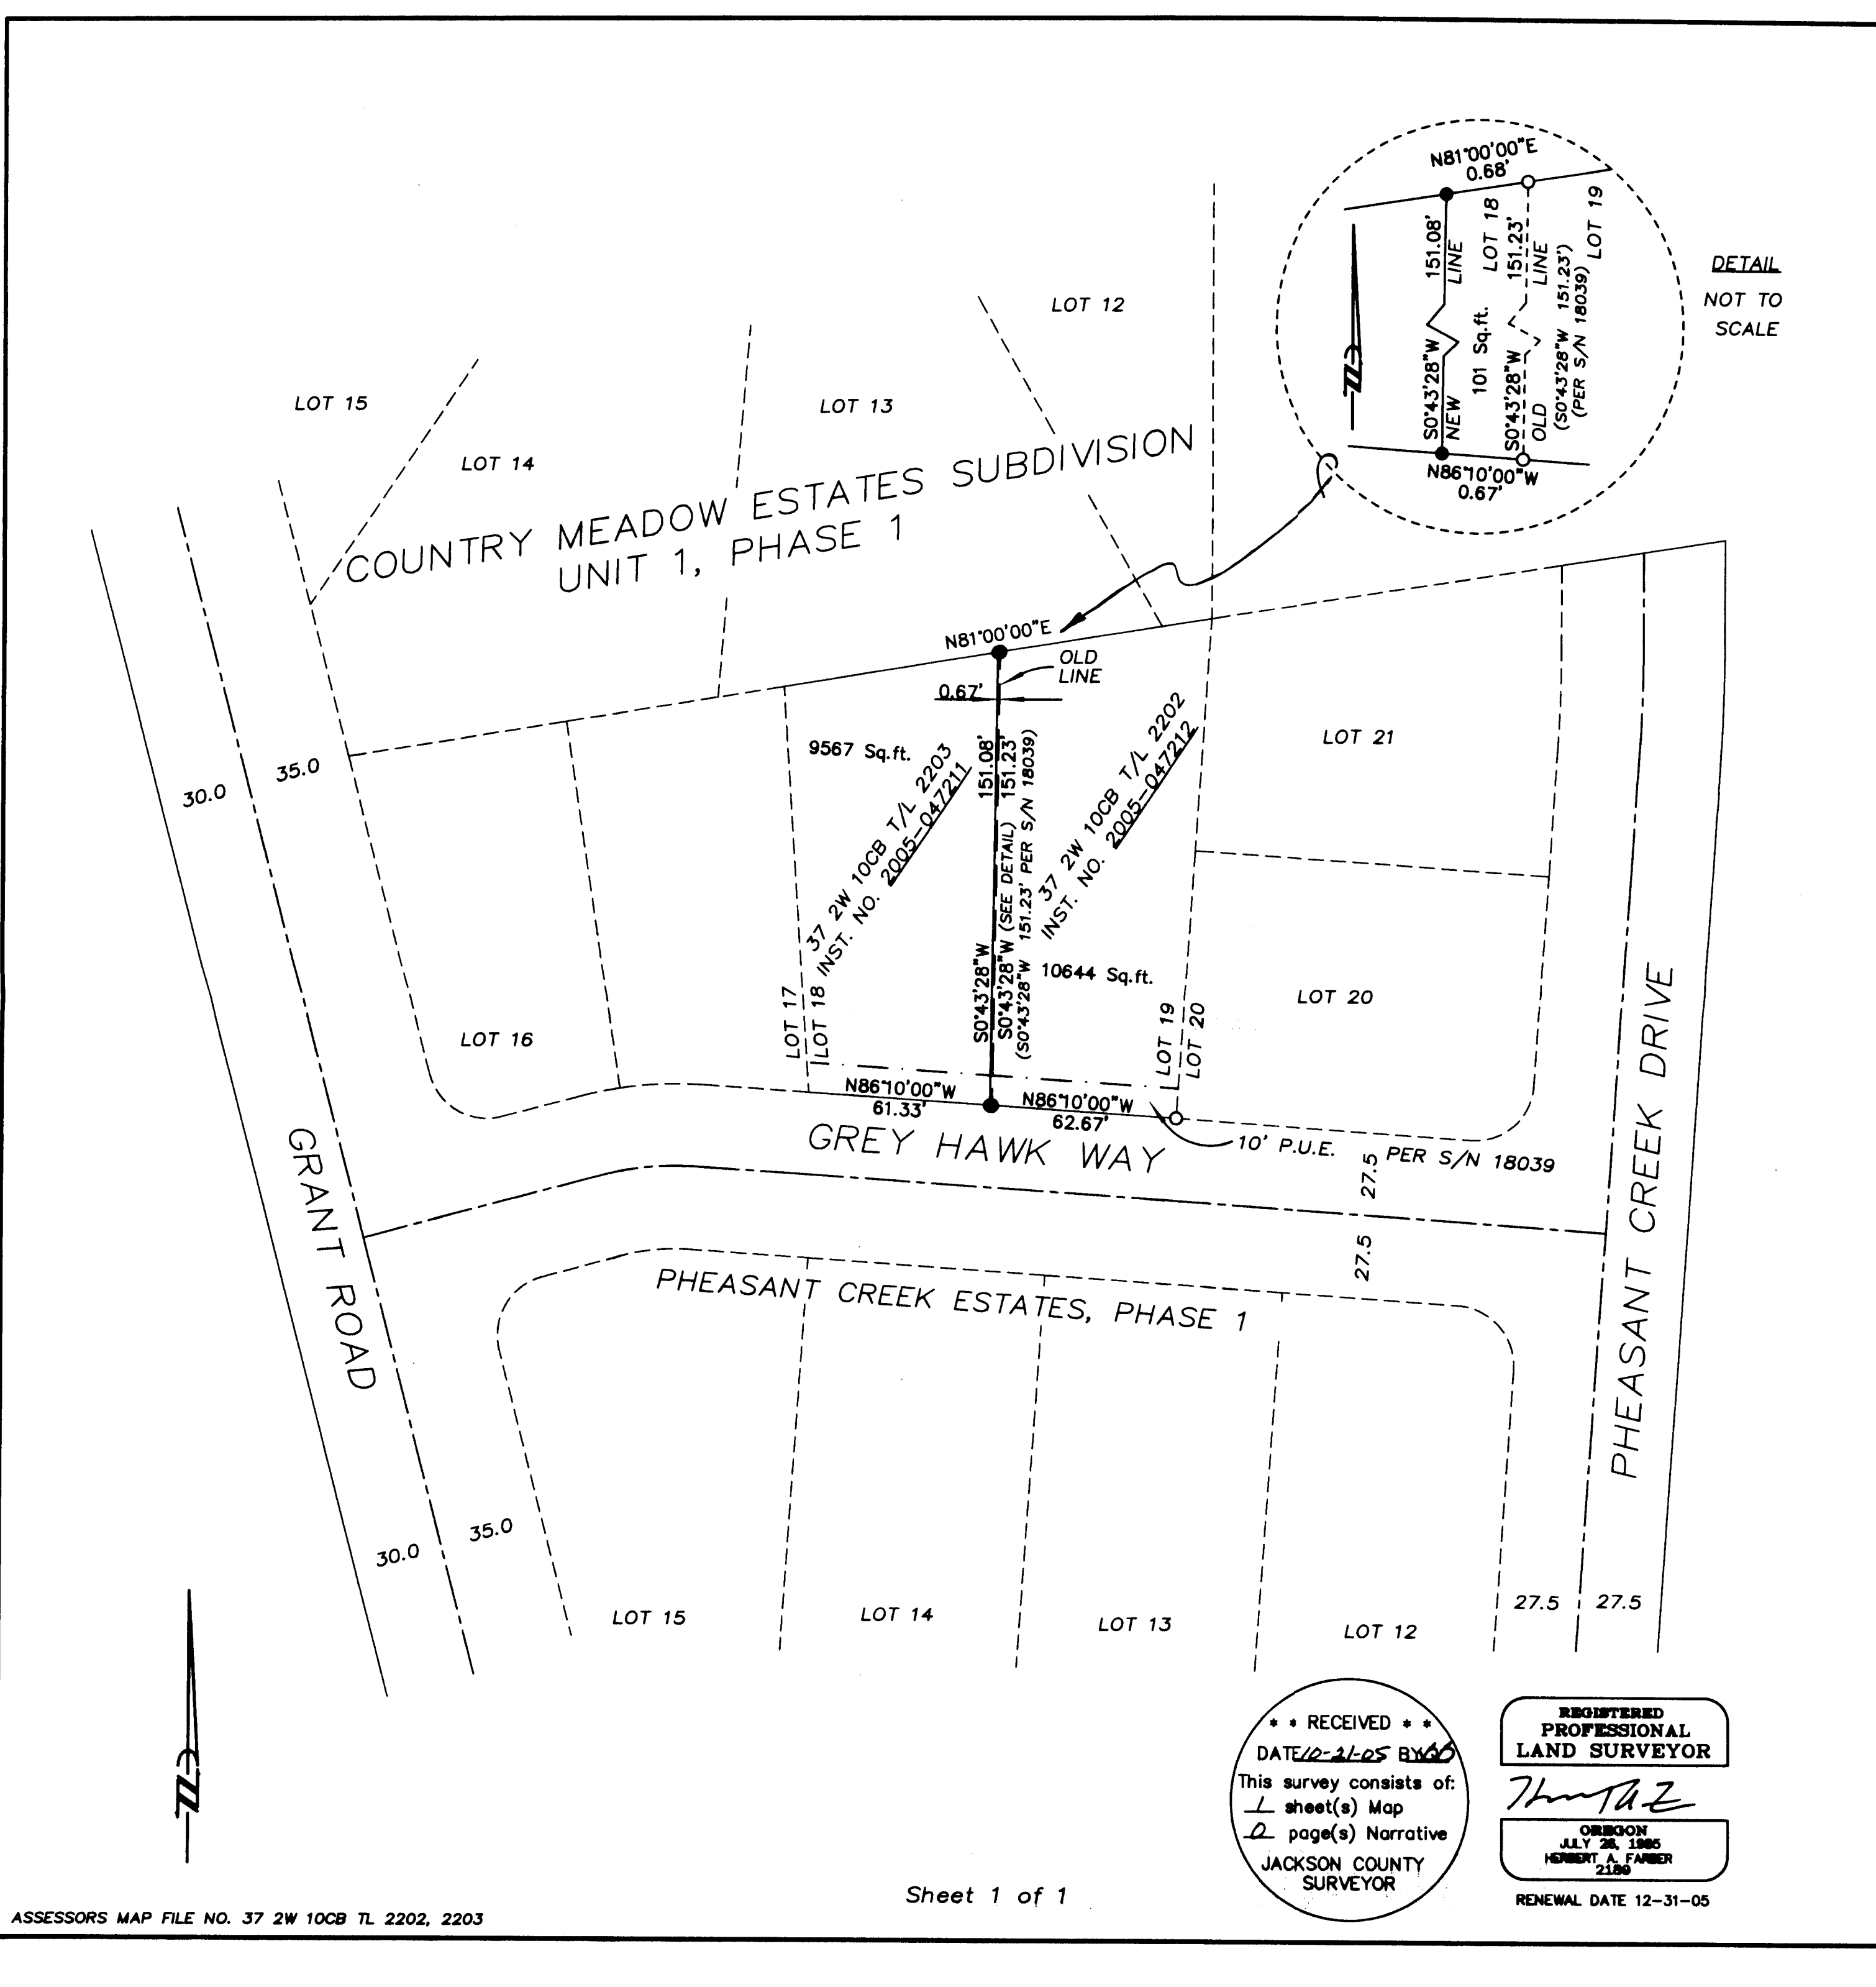 N81°00'00"E
0.68'
151.08'
LINE
LOT 18
151.23'
LINE
LOT 19
S0°43'28"W
NEW
101 Sq.ft.
S0°43'28"W
OLD
(S0°43'28"W 151.23')
(PER S/N 18039)
N86°10'00"W
0.67'
DETAIL
NOT TO
SCALE
LOT 12
LOT 15
LOT 13
LOT 14
COUNTRY MEADOW ESTATES SUBDIVISION
UNIT 1, PHASE 1
N81°00'00"E
OLD
LINE
0.67'
9567 Sq.ft.
37 2W 10CB T/L 2203
INST. NO. 2005-047211
S0°43'28"W 151.08'
S0°43'28"W (SEE DETAIL) 151.23'
(S0°43'28"W 151.23' PER S/N 18039)
37 2W 10CB T/L 2202
INST. NO. 2005-047212
10644 Sq.ft.
LOT 21
30.0
35.0
LOT 16
LOT 17
LOT 18
LOT 19
LOT 20
LOT 20
N86°10'00"W
61.33'
N86°10'00"W
62.67'
GREY HAWK WAY
10' P.U.E. PER S/N 18039
27.5
27.5
GRANT ROAD
PHEASANT CREEK DRIVE
PHEASANT CREEK ESTATES, PHASE 1
30.0
35.0
LOT 15
LOT 14
LOT 13
LOT 12
27.5
27.5
* * RECEIVED * *
DATE 10-21-05 BY
This survey consists of:
1 sheet(s) Map
0 page(s) Narrative
JACKSON COUNTY
SURVEYOR
REGISTERED
PROFESSIONAL
LAND SURVEYOR
OREGON
JULY 26, 1985
HERBERT A. FARBER
2189
RENEWAL DATE 12-31-05
Sheet 1 of 1
ASSESSORS MAP FILE NO. 37 2W 10CB TL 2202, 2203